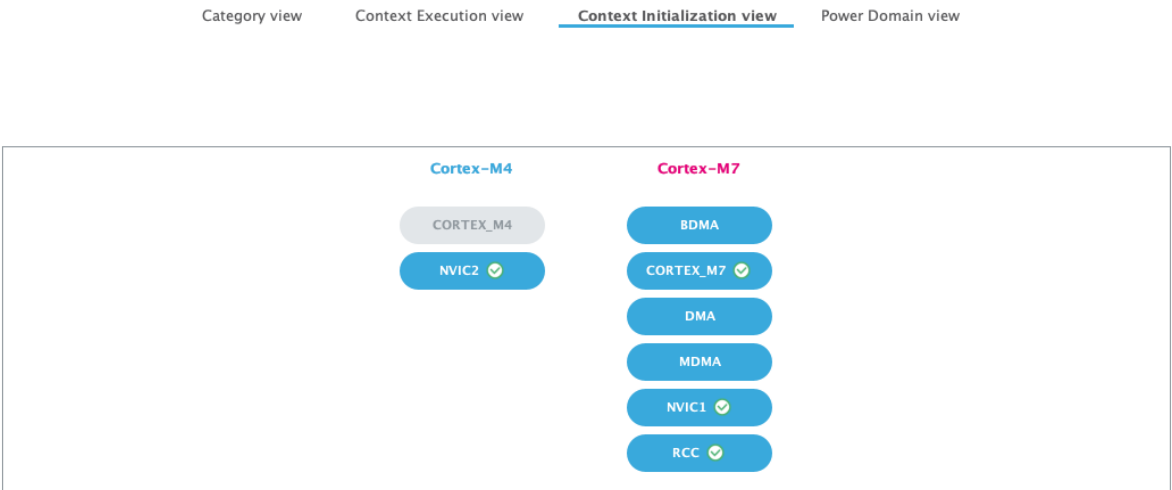 Category view
Context Execution view
Context Initialization view
Power Domain view
Cortex-M4
CORTEX_M4
NVIC2
Cortex-M7
BDMA
CORTEX_M7
DMA
MDMA
NVIC1
RCC